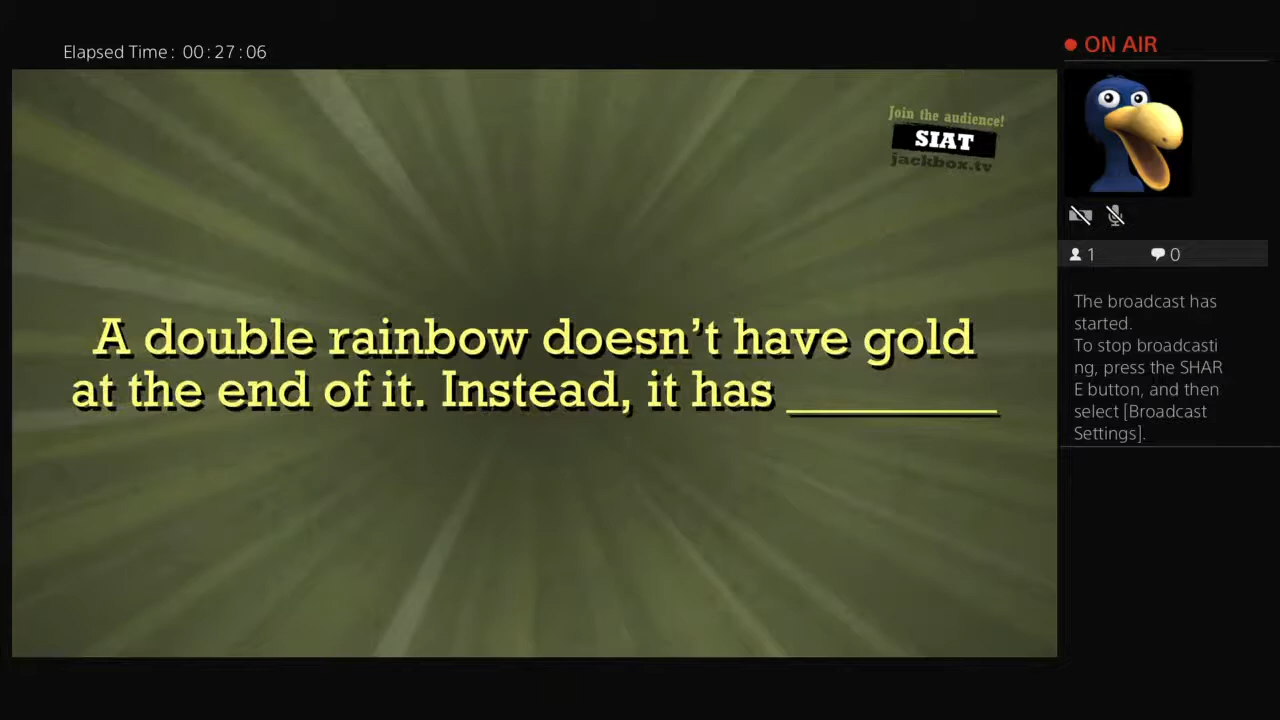 Elapsed Time: 00:27:06
ON AIR
Join the audience!
SIAT
jackbox.tv
1
0
The broadcast has
started.
To stop broadcasti
ng, press the SHAR
E button, and then
select [Broadcast
Settings].
A double rainbow doesn't have gold
at the end of it. Instead, it has ________